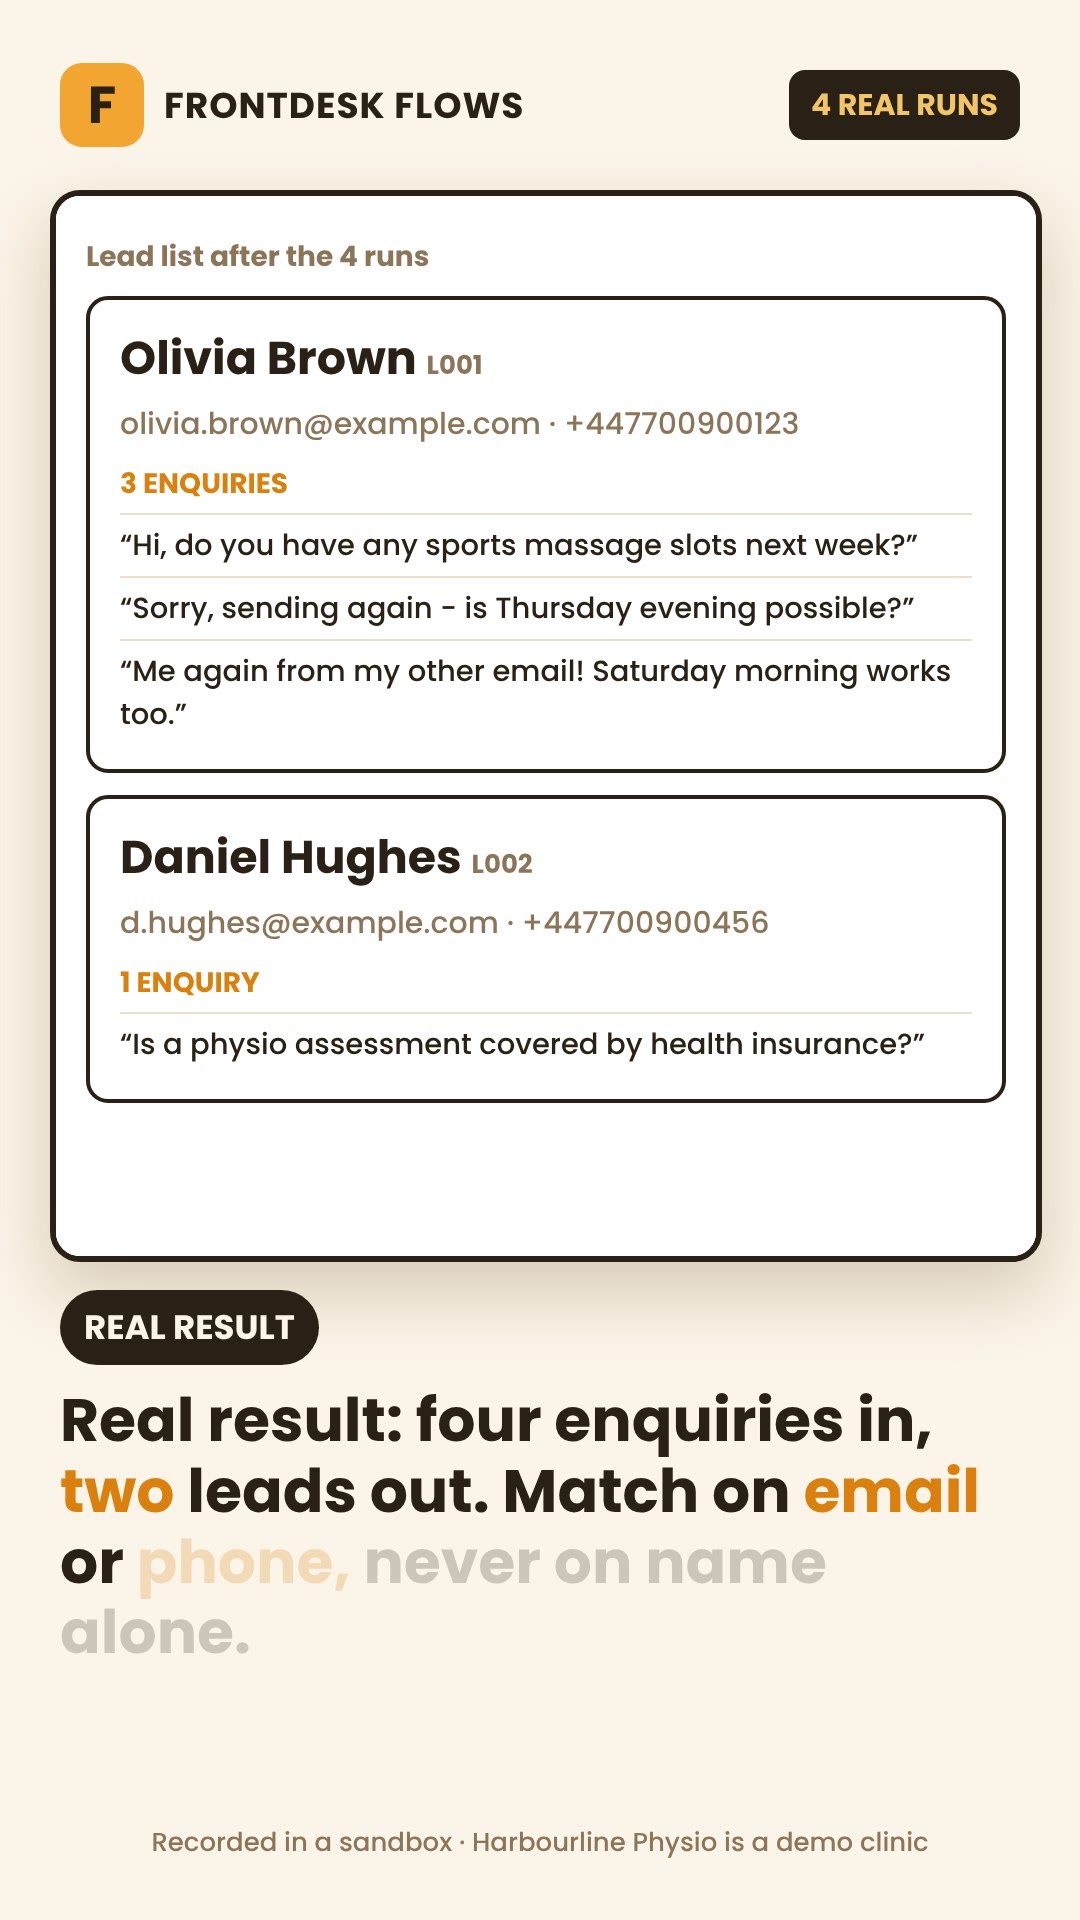 F
FRONTDESK FLOWS
4 REAL RUNS
Lead list after the 4 runs
Olivia Brown L001
olivia.brown@example.com · +447700900123
3 ENQUIRIES
“Hi, do you have any sports massage slots next week?”
“Sorry, sending again - is Thursday evening possible?”
“Me again from my other email! Saturday morning works
too.”
Daniel Hughes L002
d.hughes@example.com · +447700900456
1 ENQUIRY
“Is a physio assessment covered by health insurance?”
REAL RESULT
Real result: four enquiries in,
two leads out. Match on email
or phone, never on name
alone.
Recorded in a sandbox · Harbourline Physio is a demo clinic